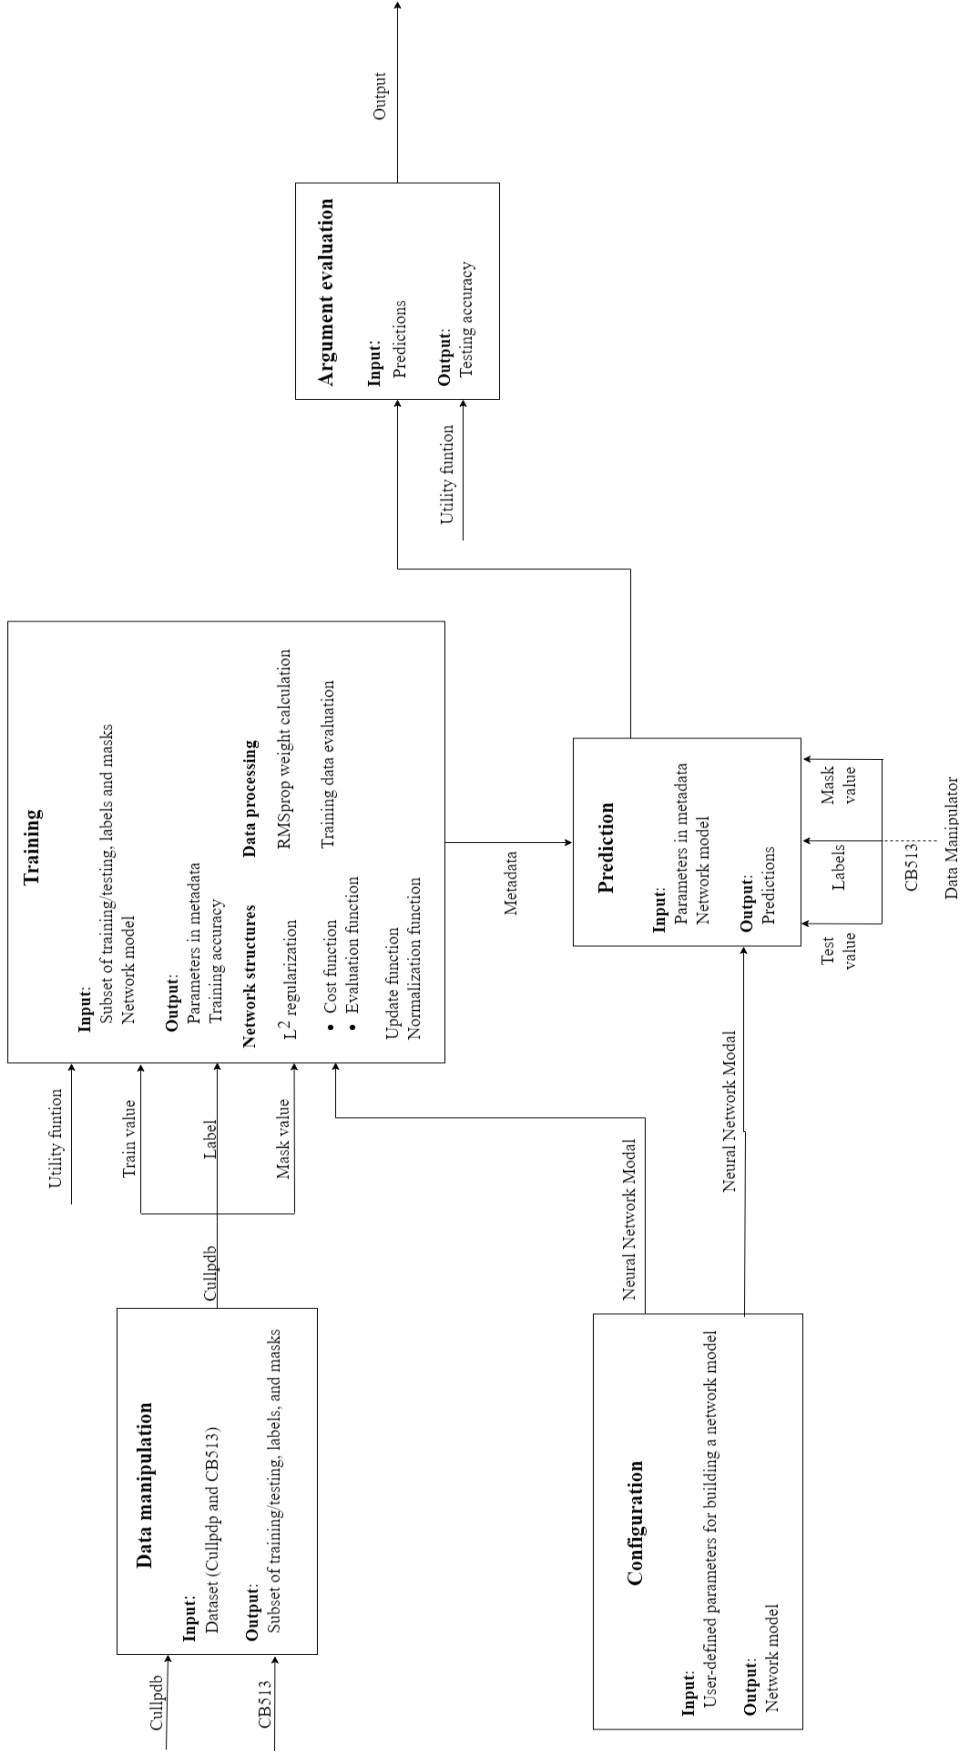 Cullpdb
CB513
Data manipulation
Input:
Dataset (Cullpdp and CB513)
Output:
Subset of training/testing, labels, and masks
Cullpdb
Utility funtion
Train value
Label
Mask value
Training
Input:
Subset of training/testing, labels and masks
Network model
Output:
Parameters in metadata
Training accuracy
Network structures
Data processing
L2 regularization
RMSprop weight calculation
• Cost function
• Evaluation function
Training data evaluation
Update function
Normalization function
Configuration
Input:
User-defined parameters for building a network model
Output:
Network model
Neural Network Modal
Neural Network Modal
Metadata
Prediction
Input:
Parameters in metadata
Network model
Output:
Predictions
Test
value
Labels
Mask
value
CB513
Data Manipulator
Utility funtion
Argument evaluation
Input:
Predictions
Output:
Testing accuracy
Output